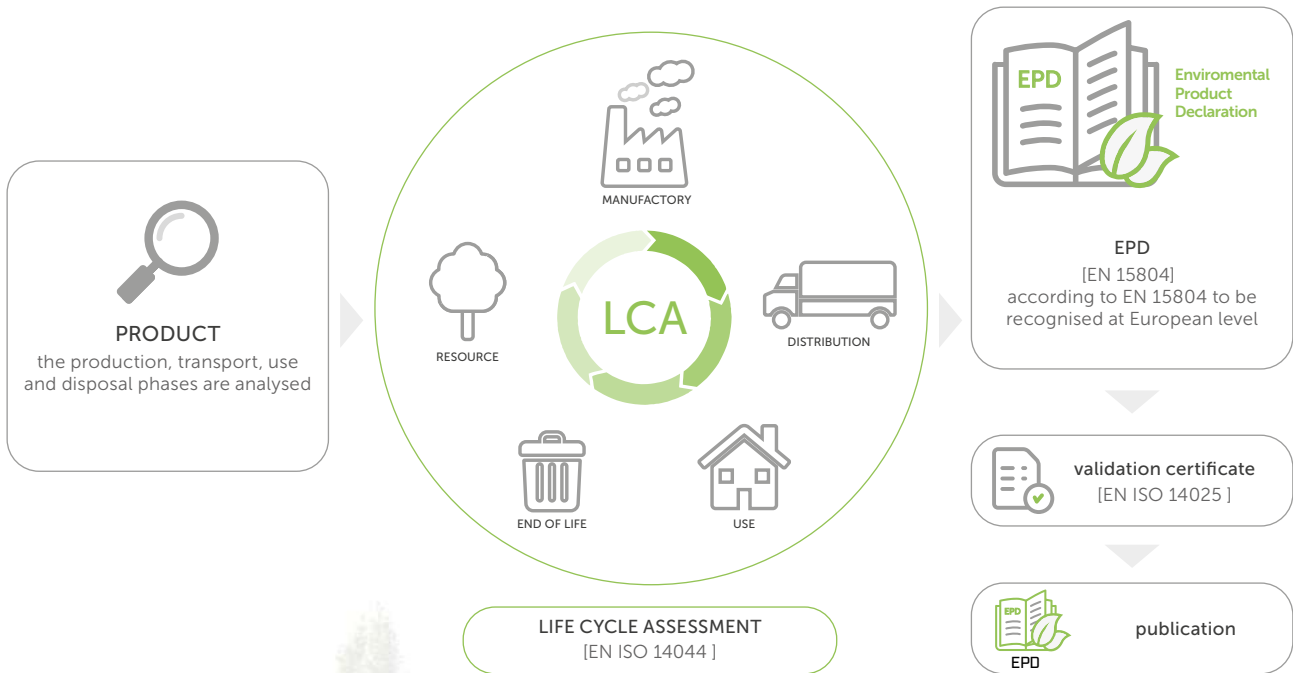 PRODUCT
the production, transport, use
and disposal phases are analysed
MANUFACTORY
RESOURCE
LCA
DISTRIBUTION
END OF LIFE
USE
LIFE CYCLE ASSESSMENT
[EN ISO 14044 ]
EPD
Enviromental
Product
Declaration
EPD
[EN 15804]
according to EN 15804 to be
recognised at European level
validation certificate
[EN ISO 14025 ]
EPD
EPD
publication